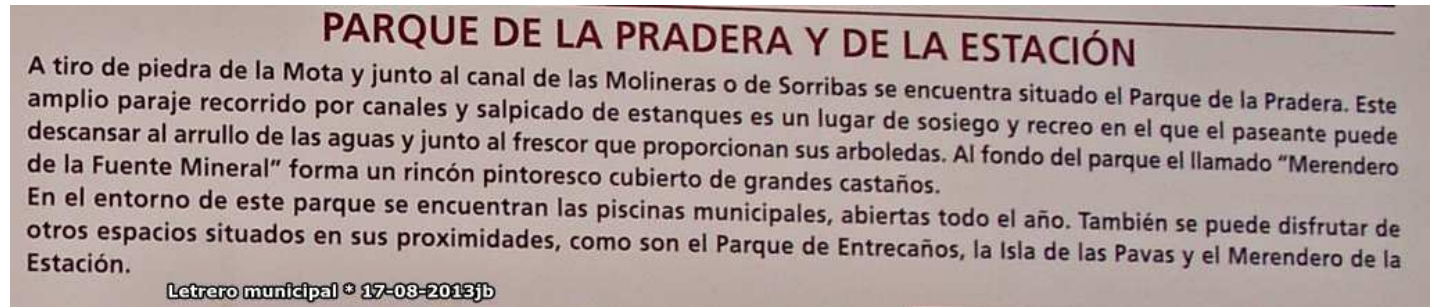 PARQUE DE LA PRADERA Y DE LA ESTACIÓN
A tiro de piedra de la Mota y junto al canal de las Molineras o de Sorribas se encuentra situado el Parque de la Pradera. Este
amplio paraje recorrido por canales y salpicado de estanques es un lugar de sosiego y recreo en el que el paseante puede
descansar al arrullo de las aguas y junto al frescor que proporcionan sus arboledas. Al fondo del parque el llamado “Merendero
de la Fuente Mineral” forma un rincón pintoresco cubierto de grandes castaños.
En el entorno de este parque se encuentran las piscinas municipales, abiertas todo el año. También se puede disfrutar de
otros espacios situados en sus proximidades, como son el Parque de Entrecaños, la Isla de las Pavas y el Merendero de la
Estación.
Letrero municipal * 17-08-2013jb